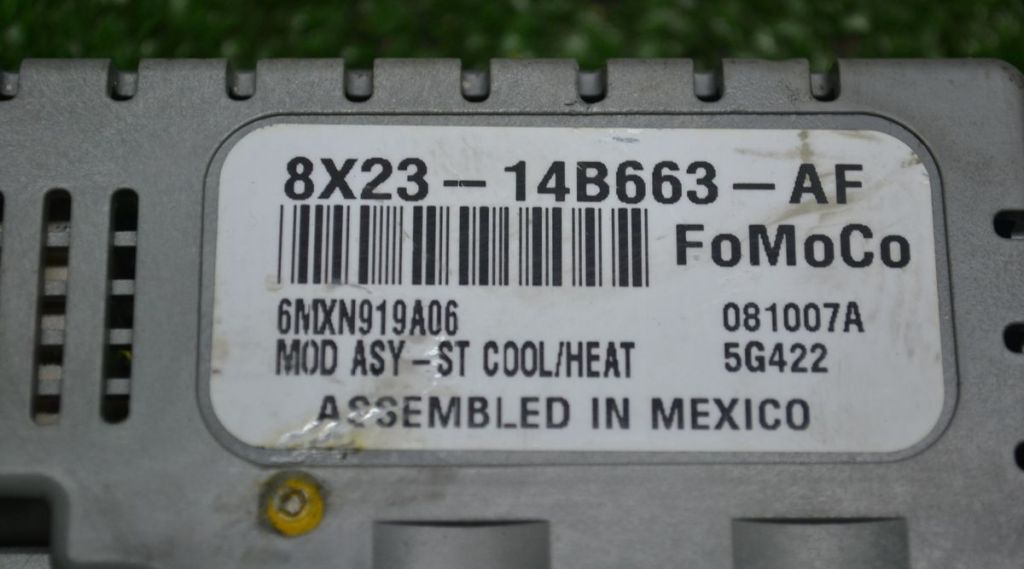 8X23-14B663-AF
FoMoCo
6MXN919A06 081007A
MOD ASY-ST COOL/HEAT 5G422
ASSEMBLED IN MEXICO